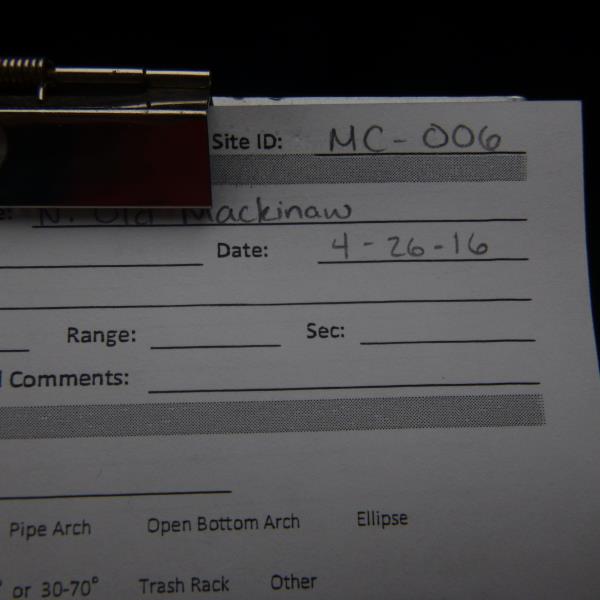 Site ID: MC-006
e: N. Old Mackinaw
Date: 4-26-16
Range: Sec:
Comments:
Pipe Arch Open Bottom Arch Ellipse
or 30-70° Trash Rack Other